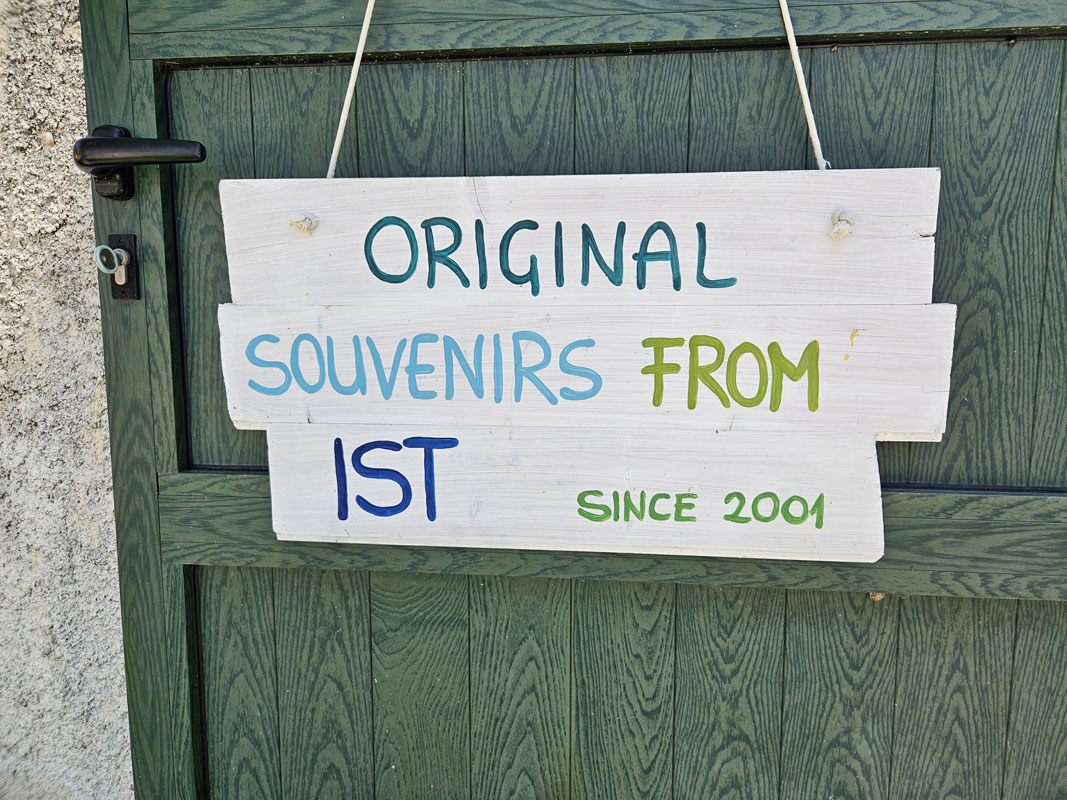 ORIGINAL
SOUVENIRS FROM
IST
SINCE 2001